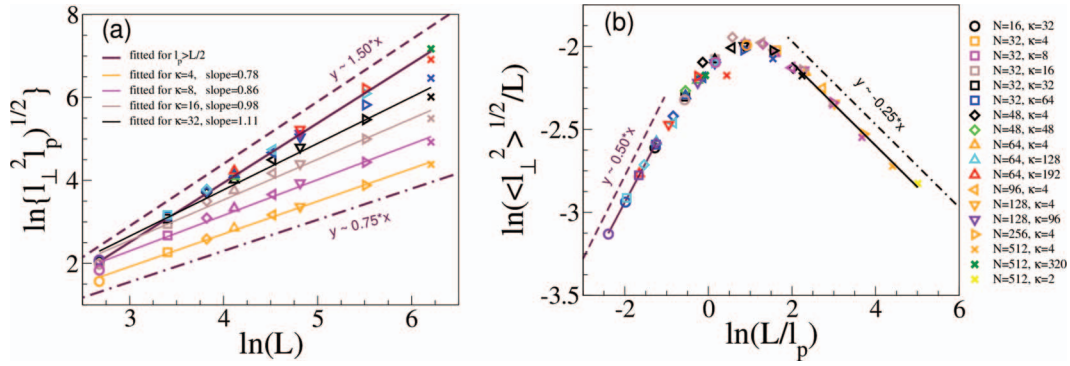 (a)
ln{l⊥² lp)^1/2}
8
6
4
2
y ~ 1.50*x
fitted for lp>L/2
fitted for κ=4, slope=0.78
fitted for κ=8, slope=0.86
fitted for κ=16, slope=0.98
fitted for κ=32, slope=1.11
y ~ 0.75*x
3 4 5 6
ln(L)
(b)
ln(<l⊥²>^1/2/L)
-2
-2.5
-3
-3.5
y ~ 0.50*x
y ~ -0.25*x
-2 0 2 4 6
ln(L/lp)
N=16, κ=32
N=32, κ=4
N=32, κ=8
N=32, κ=16
N=32, κ=32
N=32, κ=64
N=48, κ=4
N=48, κ=48
N=64, κ=4
N=64, κ=128
N=64, κ=192
N=96, κ=4
N=128, κ=4
N=128, κ=96
N=256, κ=4
N=512, κ=4
N=512, κ=320
N=512, κ=2